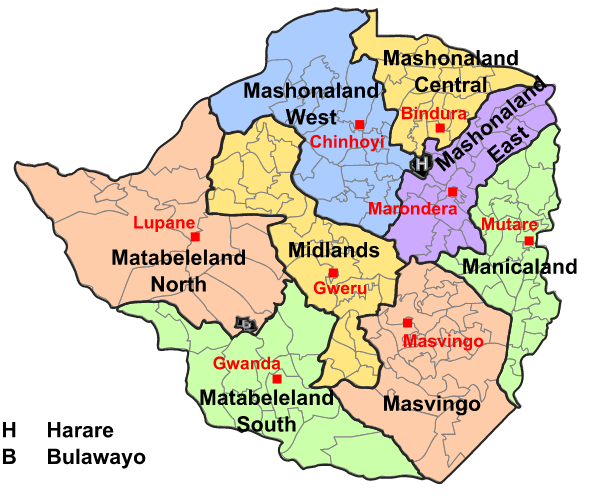 Mashonaland
Central
Mashonaland
West
Bindura
Mashonaland
East
Chinhoyi
H
Marondera
Lupane
Mutare
Matabeleland
North
Midlands
Manicaland
Gweru
B
Masvingo
Gwanda
Matabeleland
South
Masvingo
H Harare
B Bulawayo